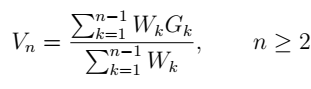 $V_n = \frac{\sum_{k=1}^{n-1} W_k G_k}{\sum_{k=1}^{n-1} W_k}, \qquad n \geq 2$